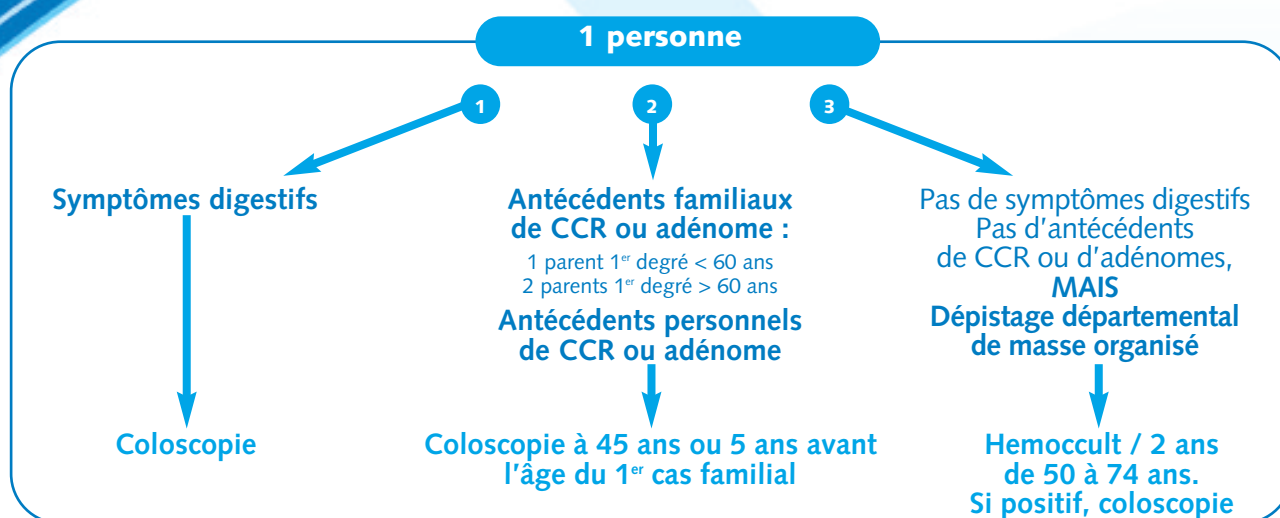 1 personne
1
2
3
Symptômes digestifs
Coloscopie
Antécédents familiaux
de CCR ou adénome :
1 parent 1er degré < 60 ans
2 parents 1er degré > 60 ans
Antécédents personnels
de CCR ou adénome
Coloscopie à 45 ans ou 5 ans avant
l'âge du 1er cas familial
Pas de symptômes digestifs
Pas d'antécédents
de CCR ou d'adénomes,
MAIS
Dépistage départemental
de masse organisé
Hemoccult / 2 ans
de 50 à 74 ans.
Si positif, coloscopie